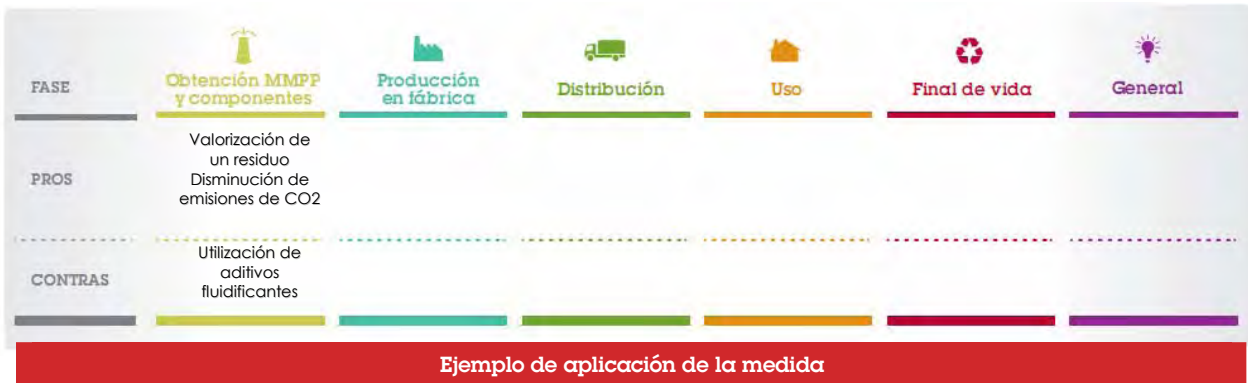 FASE
Obtención MMPP
y componentes
Producción
en fábrica
Distribución
Uso
Final de vida
General
PROS
Valorización de
un residuo
Disminución de
emisiones de CO2
CONTRAS
Utilización de
aditivos
fluidificantes
Ejemplo de aplicación de la medida